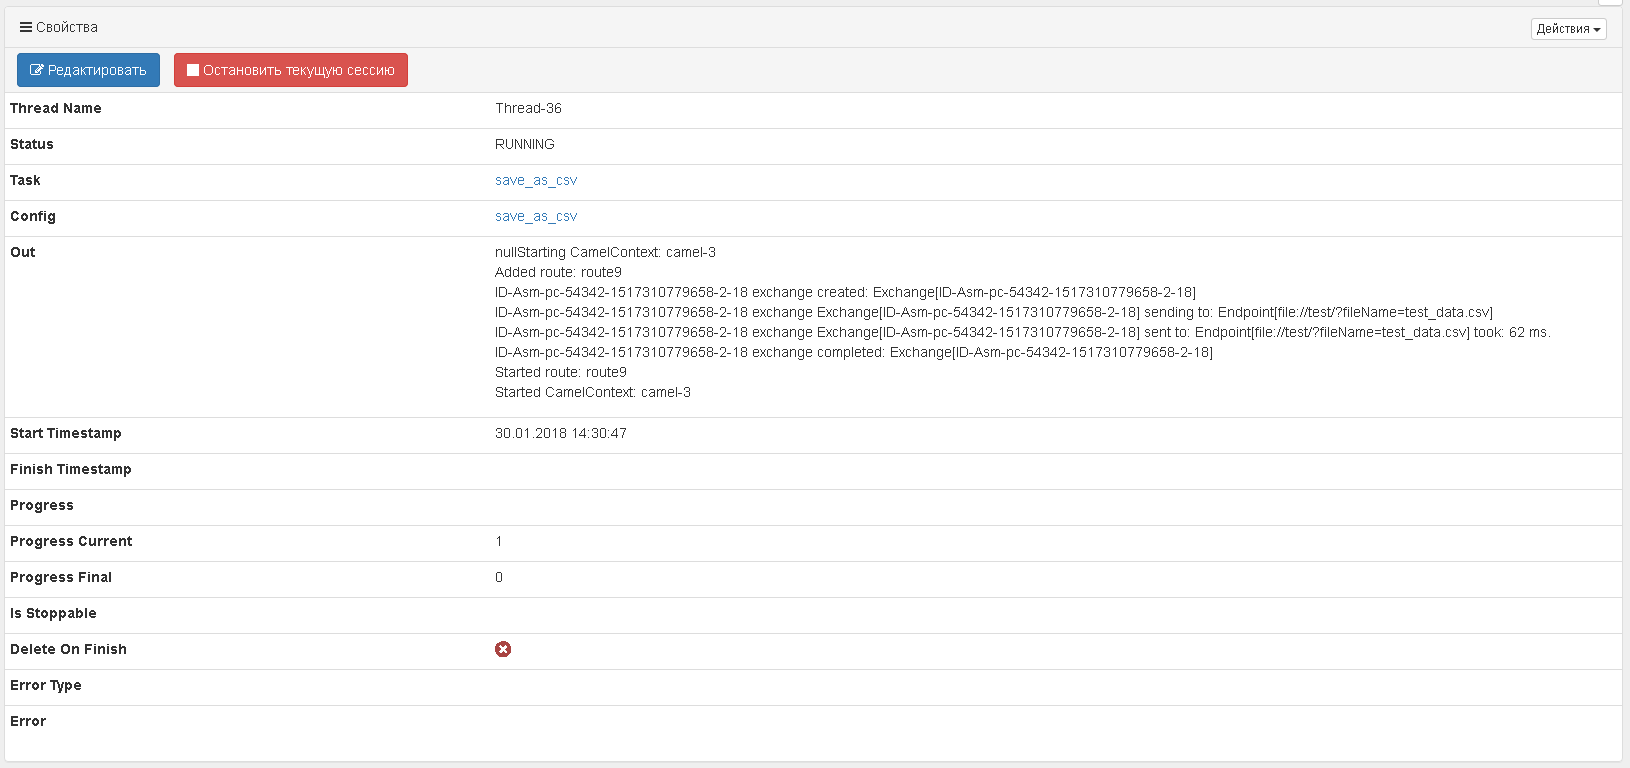 Свойства
Действия
Редактировать
Остановить текущую сессию
Thread Name Thread-36
Status RUNNING
Task save_as_csv
Config save_as_csv
Out nullStarting CamelContext: camel-3
Added route: route9
ID-Asm-pc-54342-1517310779658-2-18 exchange created: Exchange[ID-Asm-pc-54342-1517310779658-2-18]
ID-Asm-pc-54342-1517310779658-2-18 exchange Exchange[ID-Asm-pc-54342-1517310779658-2-18] sending to: Endpoint[file://test/?fileName=test_data.csv]
ID-Asm-pc-54342-1517310779658-2-18 exchange Exchange[ID-Asm-pc-54342-1517310779658-2-18] sent to: Endpoint[file://test/?fileName=test_data.csv] took: 62 ms.
ID-Asm-pc-54342-1517310779658-2-18 exchange completed: Exchange[ID-Asm-pc-54342-1517310779658-2-18]
Started route: route9
Started CamelContext: camel-3
Start Timestamp 30.01.2018 14:30:47
Finish Timestamp
Progress
Progress Current 1
Progress Final 0
Is Stoppable
Delete On Finish
Error Type
Error